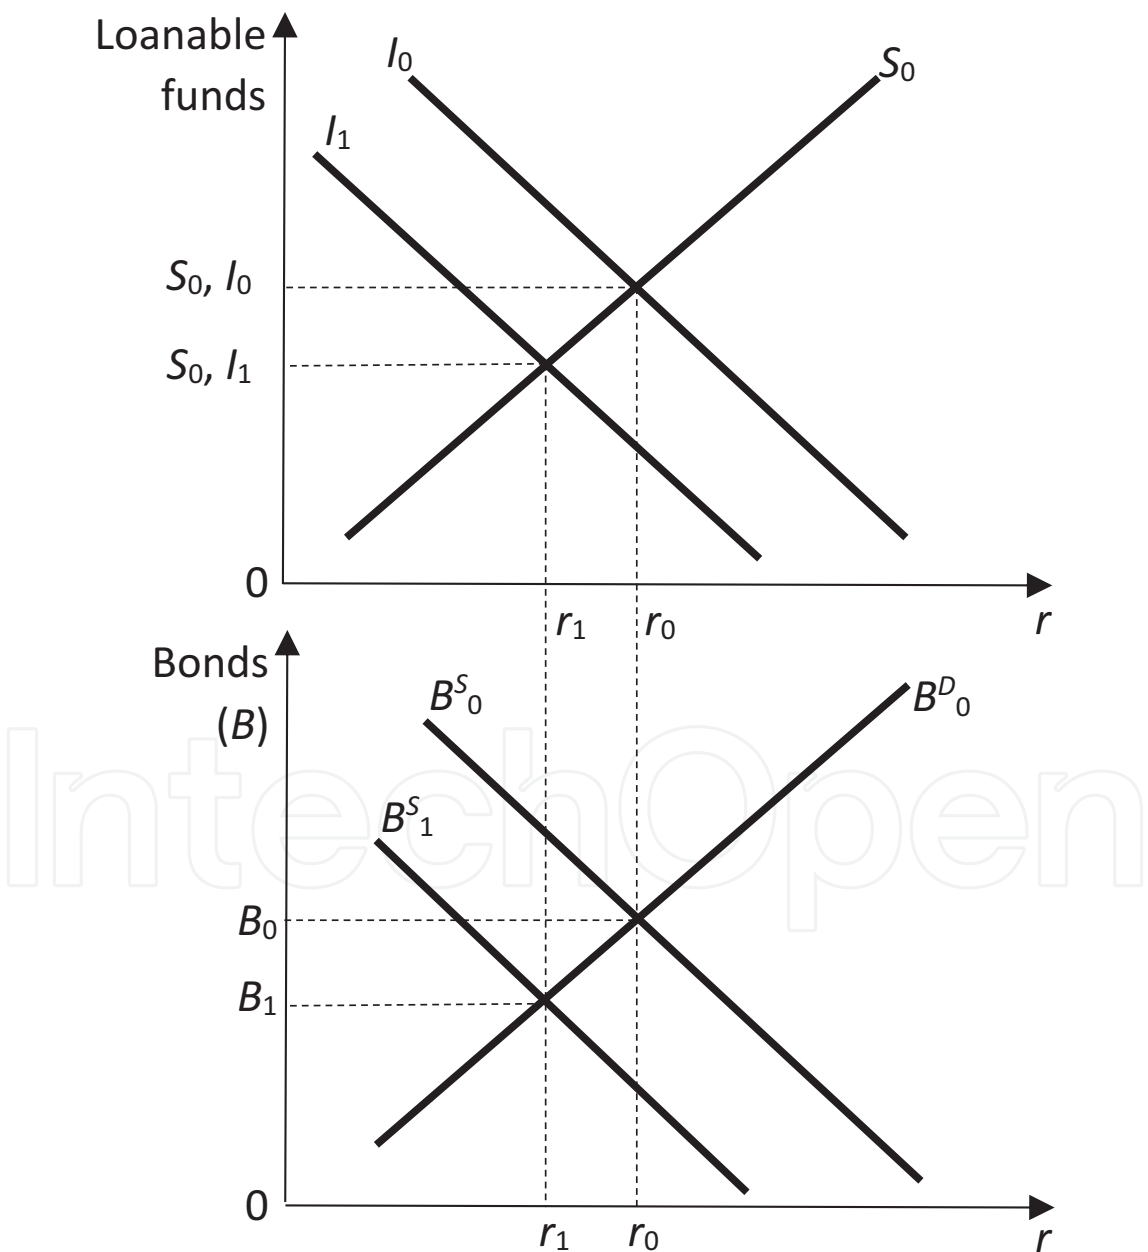 Loanable
funds
I₀
S₀
I₁
S₀, I₀
S₀, I₁
0
r₁
r₀
r
Bonds
(B)
Bˢ₀
Bᴰ₀
Bˢ₁
IntechOpen
B₀
B₁
0
r₁
r₀
r